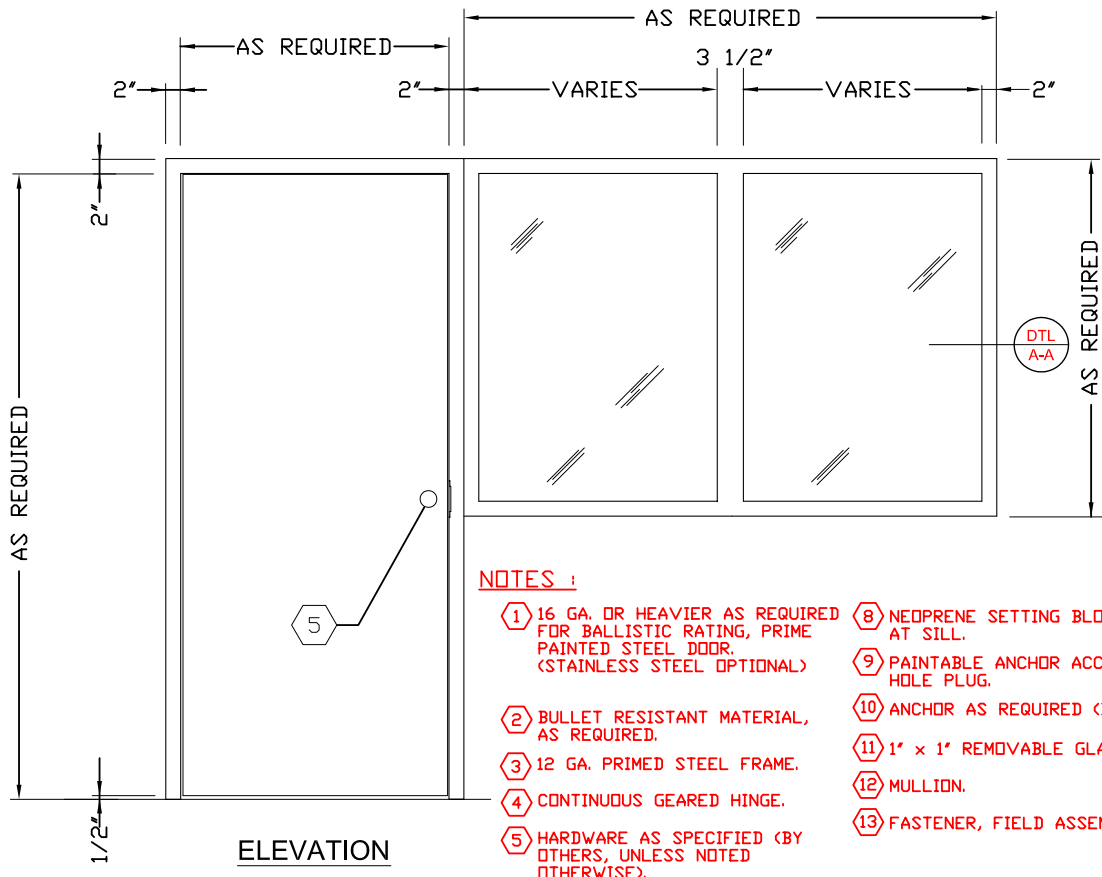 AS REQUIRED
AS REQUIRED
3 1/2"
2"
2"
VARIES
VARIES
2"
2"
AS REQUIRED
AS REQUIRED
DTL
A-A
5
1/2"
ELEVATION
NOTES :
1 16 GA. OR HEAVIER AS REQUIRED
FOR BALLISTIC RATING, PRIME
PAINTED STEEL DOOR.
(STAINLESS STEEL OPTIONAL)
2 BULLET RESISTANT MATERIAL,
AS REQUIRED.
3 12 GA. PRIMED STEEL FRAME.
4 CONTINUOUS GEARED HINGE.
5 HARDWARE AS SPECIFIED (BY
OTHERS, UNLESS NOTED
OTHERWISE).
8 NEOPRENE SETTING
AT SILL.
9 PAINTABLE ANCHOR
HOLE PLUG.
10 ANCHOR AS REQUIRED
11 1" x 1" REMOVABLE
12 MULLION.
13 FASTENER, FIELD